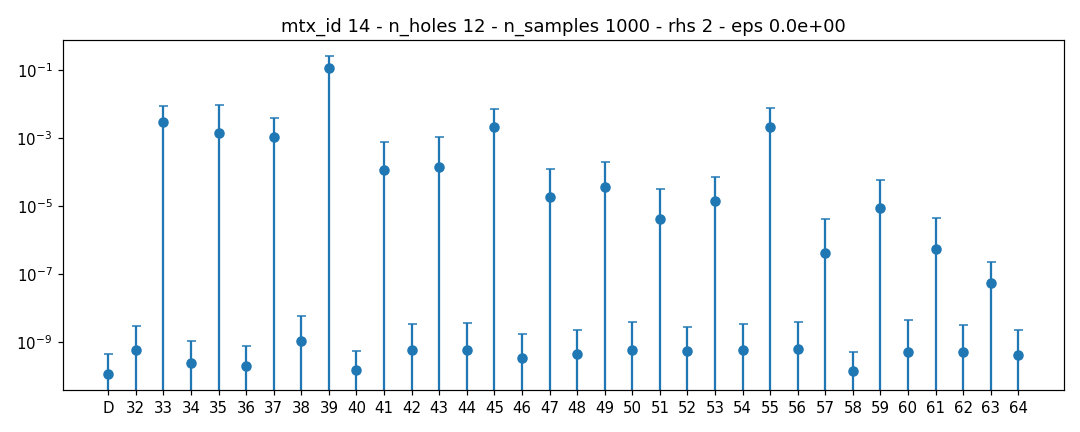 mtx_id 14 - n_holes 12 - n_samples 1000 - rhs 2 - eps 0.0e+00
10⁻¹
10⁻³
10⁻⁵
10⁻⁷
10⁻⁹
D 32 33 34 35 36 37 38 39 40 41 42 43 44 45 46 47 48 49 50 51 52 53 54 55 56 57 58 59 60 61 62 63 64